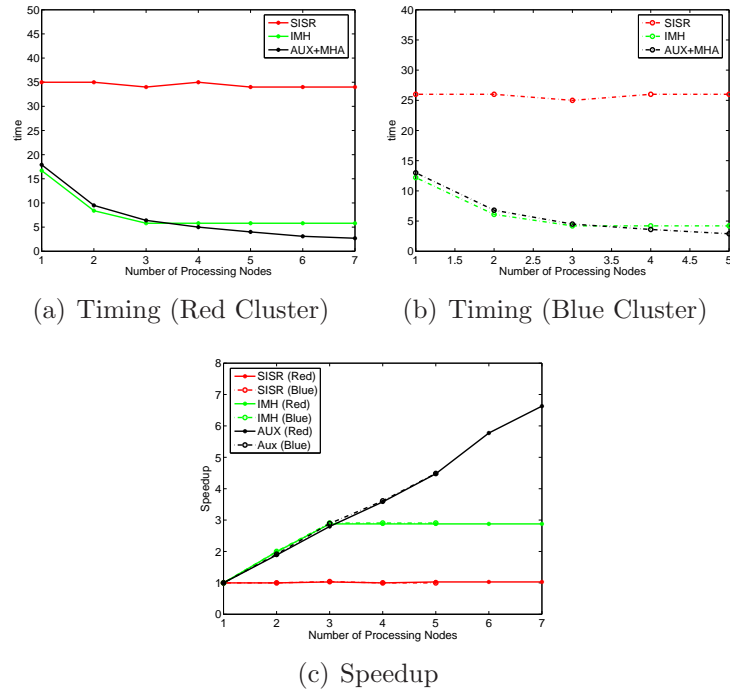 50
45
40
35
30
25
20
15
10
5
0
time
SISR
IMH
AUX+MHA
1 2 3 4 5 6 7
Number of Processing Nodes
(a) Timing (Red Cluster)
40
35
30
25
20
15
10
5
0
time
SISR
IMH
AUX+MHA
1 1.5 2 2.5 3 3.5 4 4.5 5
Number of Processing Nodes
(b) Timing (Blue Cluster)
8
7
6
5
4
3
2
1
0
Speedup
SISR (Red)
SISR (Blue)
IMH (Red)
IMH (Blue)
AUX (Red)
Aux (Blue)
1 2 3 4 5 6 7
Number of Processing Nodes
(c) Speedup